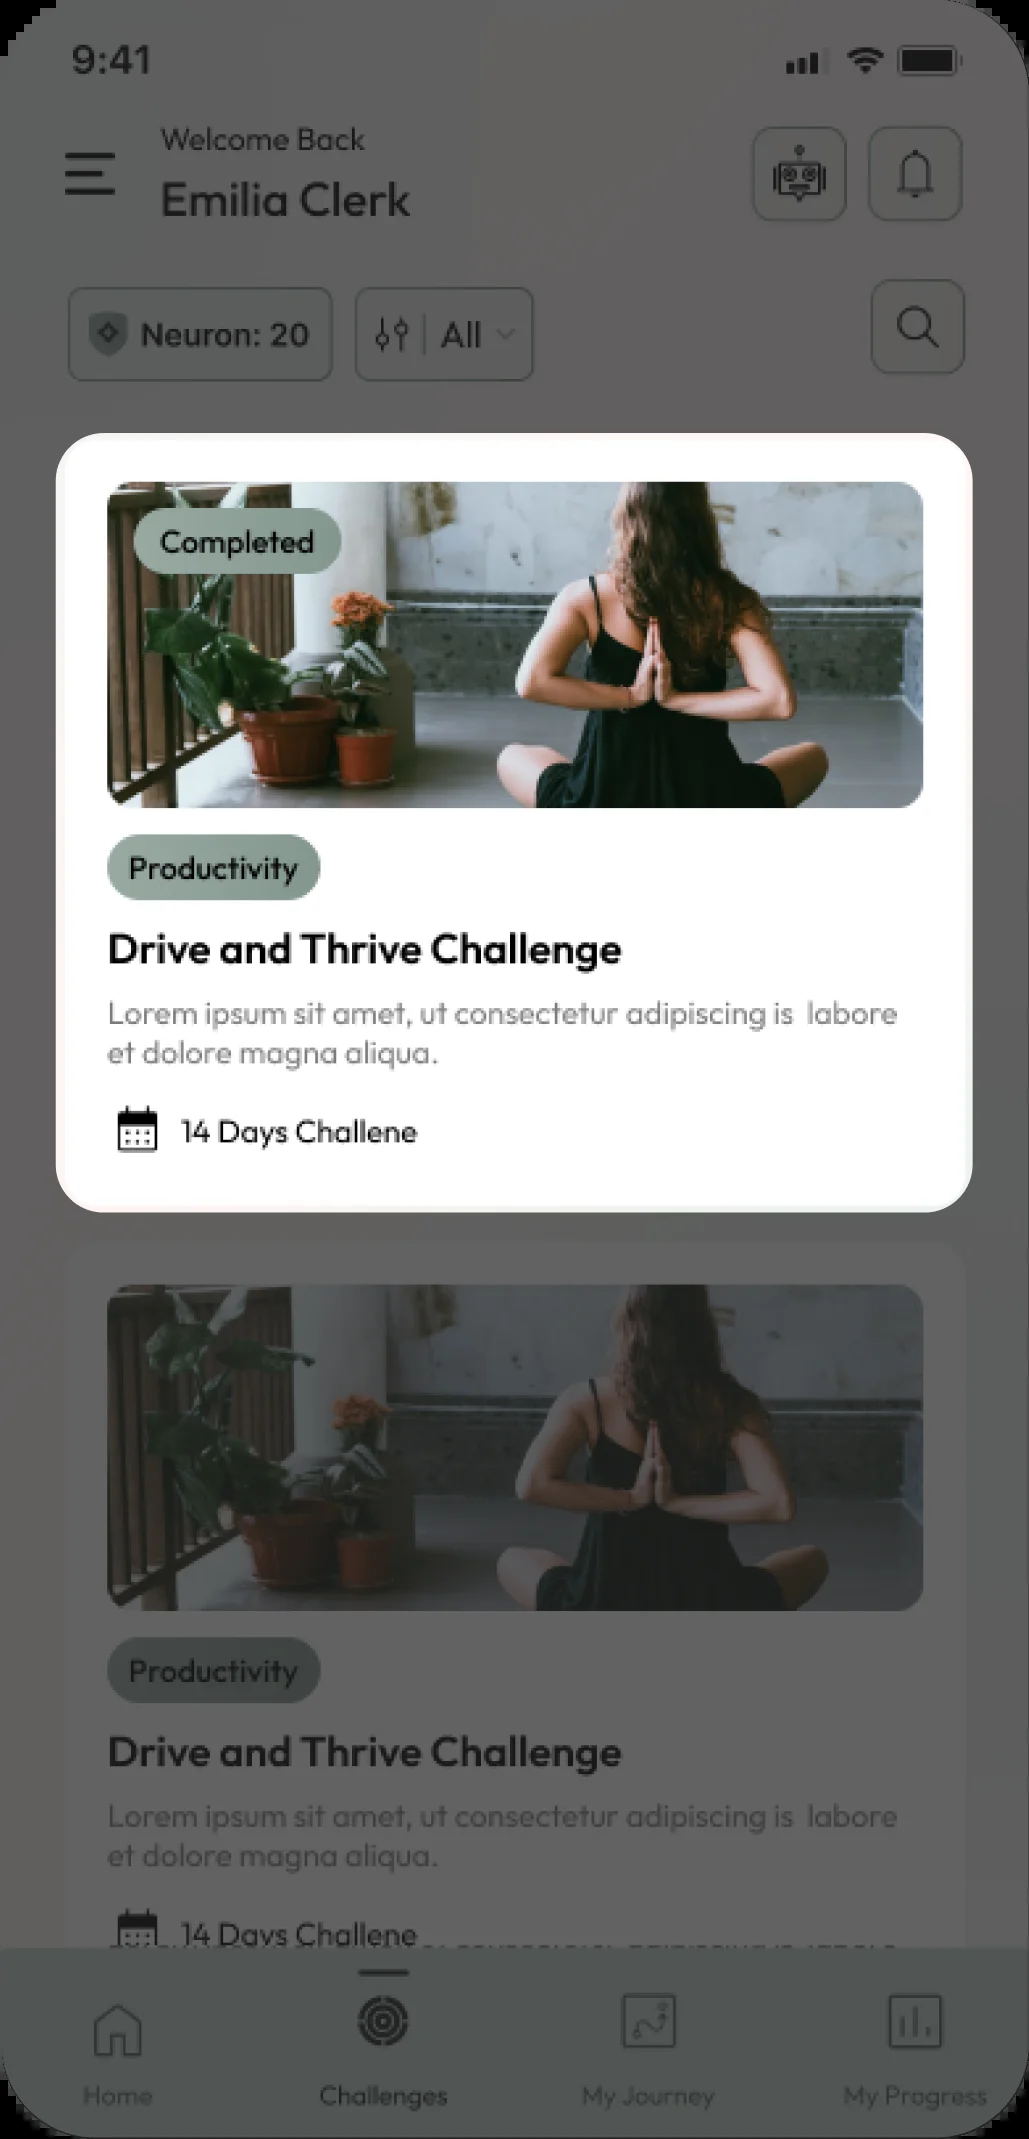 9:41
Welcome Back
Emilia Clerk
Neuron: 20
All
Completed
Productivity
Drive and Thrive Challenge
Lorem ipsum sit amet, ut consectetur adipiscing is labore
et dolore magna aliqua.
14 Days Challene
Productivity
Drive and Thrive Challenge
Lorem ipsum sit amet, ut consectetur adipiscing is labore
et dolore magna aliqua.
14 Days Challene
Home
Challenges
My Journey
My Progress